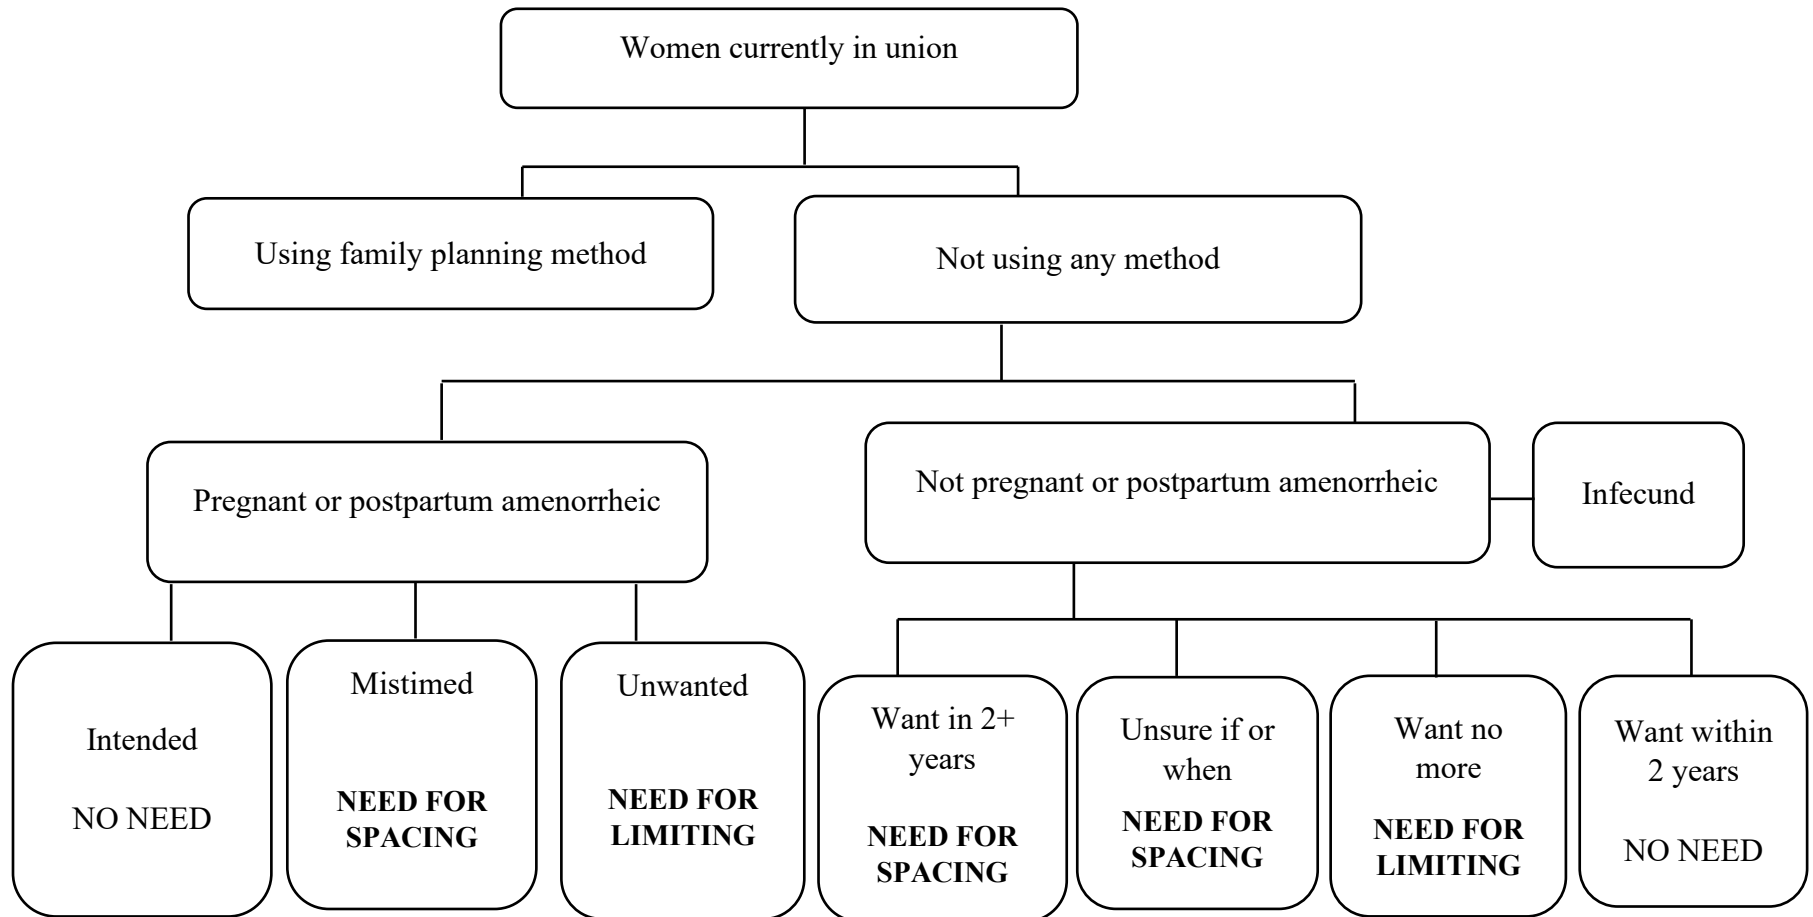 Women currently in union
Using family planning method
Not using any method
Pregnant or postpartum amenorrheic
Not pregnant or postpartum amenorrheic
Infecund
Intended
NO NEED
Mistimed
NEED FOR
SPACING
Unwanted
NEED FOR
LIMITING
Want in 2+
years
NEED FOR
SPACING
Unsure if or
when
NEED FOR
SPACING
Want no
more
NEED FOR
LIMITING
Want within
2 years
NO NEED